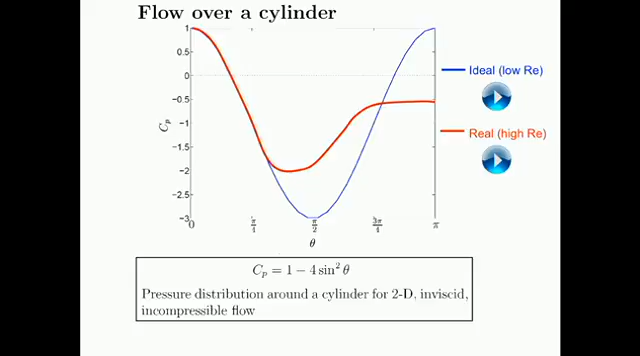 Flow over a cylinder
1
0.5
0
−0.5
−1
−1.5
−2
−2.5
−3
C_p
0
π/4
π/2
3π/4
π
θ
Ideal (low Re)
Real (high Re)
C_p = 1 − 4 sin² θ
Pressure distribution around a cylinder for 2-D, inviscid,
incompressible flow